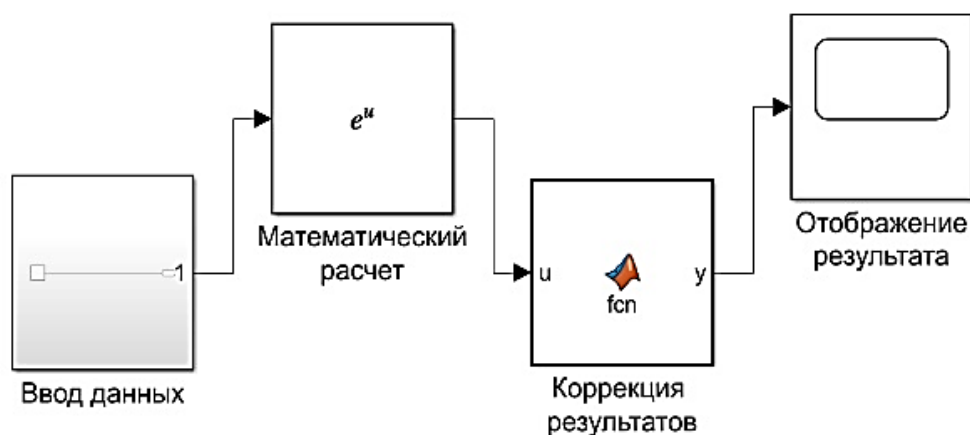 e^u
Математический
расчет
1
Ввод данных
u
fcn
y
Коррекция
результатов
Отображение
результата